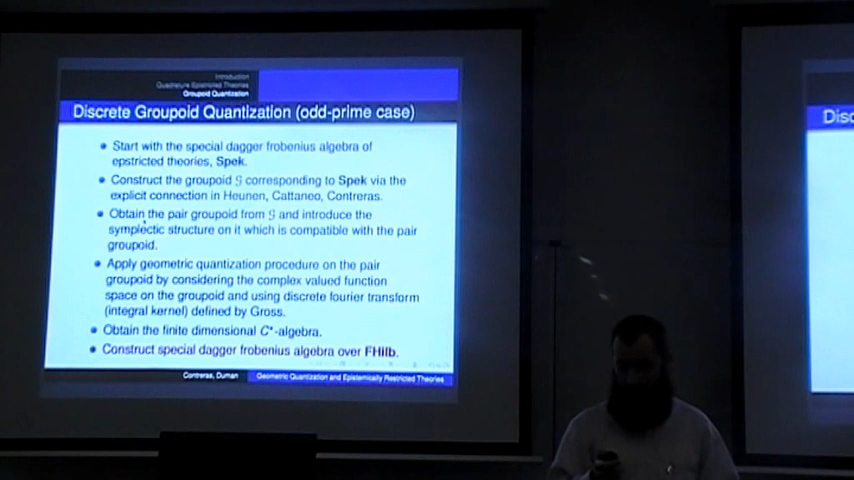 Introduction
Quadrature Epistricted Theories
Groupoid Quantization
Discrete Groupoid Quantization (odd-prime case)
Start with the special dagger frobenius algebra of
epstricted theories, Spek.
Construct the groupoid G corresponding to Spek via the
explicit connection in Heunen, Cattaneo, Contreras.
Obtain the pair groupoid from G and introduce the
symplectic structure on it which is compatible with the pair
groupoid.
Apply geometric quantization procedure on the pair
groupoid by considering the complex valued function
space on the groupoid and using discrete fourier transform
(integral kernel) defined by Gross.
Obtain the finite dimensional C*-algebra.
Construct special dagger frobenius algebra over FHilb.
Contreras, Duman
Geometric Quantization and Epistemically Restricted Theories
Disc